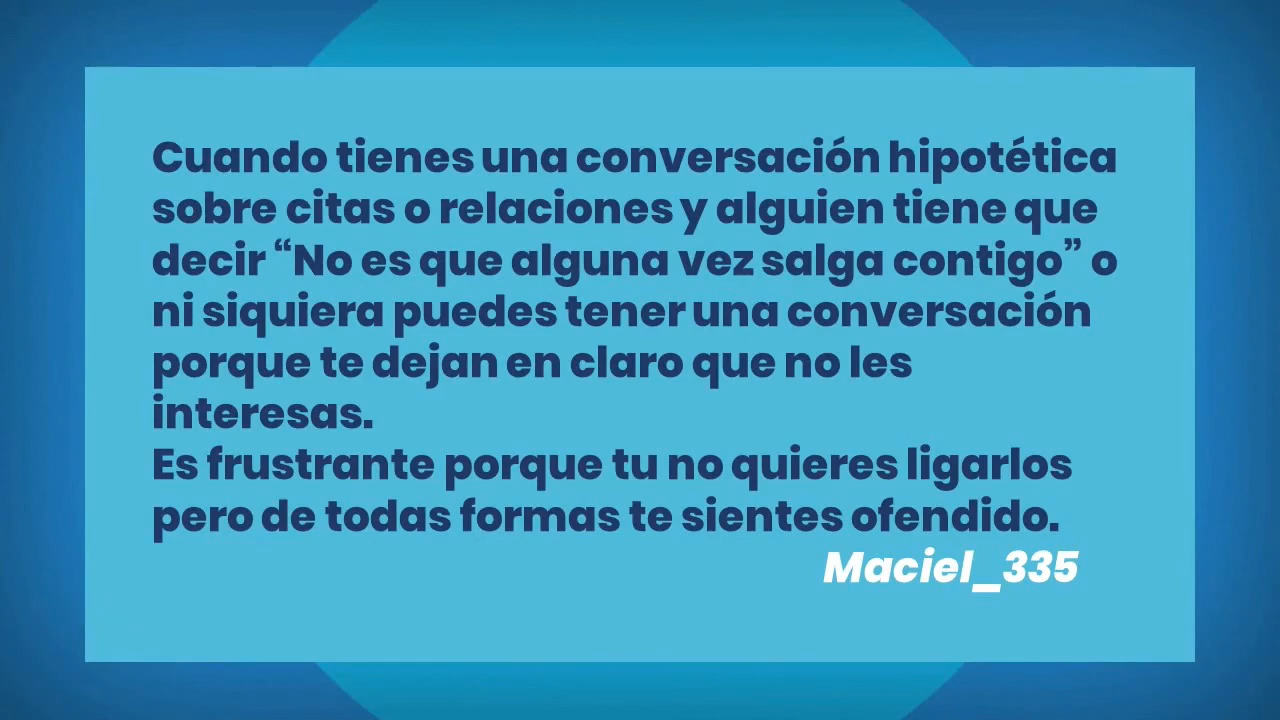 Cuando tienes una conversación hipotética
sobre citas o relaciones y alguien tiene que
decir “No es que alguna vez salga contigo” o
ni siquiera puedes tener una conversación
porque te dejan en claro que no les
interesas.
Es frustrante porque tu no quieres ligarlos
pero de todas formas te sientes ofendido.
Maciel_335